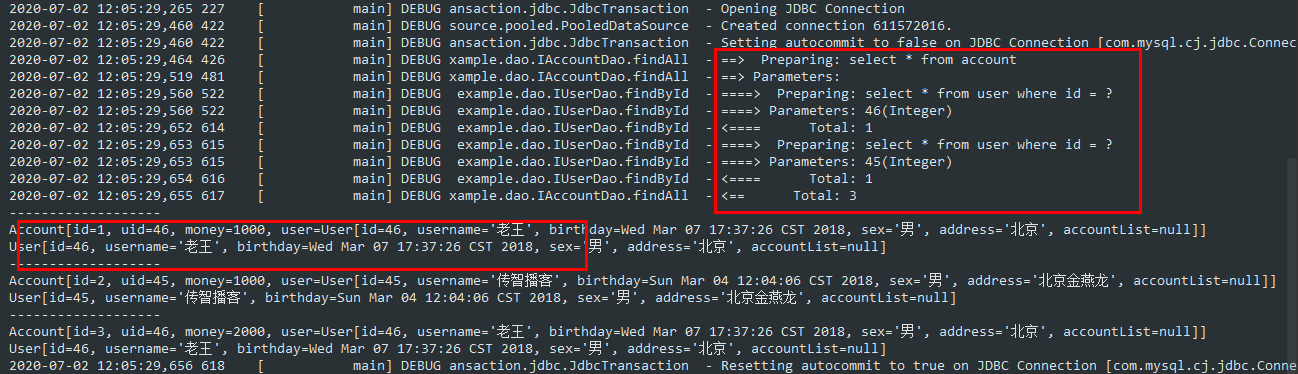 2020-07-02 12:05:29,265 227    [           main] DEBUG ansaction.jdbc.JdbcTransaction  - Opening JDBC Connection
2020-07-02 12:05:29,460 422    [           main] DEBUG source.pooled.PooledDataSource  - Created connection 611572016.
2020-07-02 12:05:29,460 422    [           main] DEBUG ansaction.jdbc.JdbcTransaction  - Setting autocommit to false on JDBC Connection [com.mysql.cj.jdbc.Connec
2020-07-02 12:05:29,464 426    [           main] DEBUG xample.dao.IAccountDao.findAll  - ==>  Preparing: select * from account
2020-07-02 12:05:29,519 481    [           main] DEBUG xample.dao.IAccountDao.findAll  - ==> Parameters:
2020-07-02 12:05:29,560 522    [           main] DEBUG  example.dao.IUserDao.findById  - ====>  Preparing: select * from user where id = ?
2020-07-02 12:05:29,560 522    [           main] DEBUG  example.dao.IUserDao.findById  - ====> Parameters: 46(Integer)
2020-07-02 12:05:29,652 614    [           main] DEBUG  example.dao.IUserDao.findById  - <====      Total: 1
2020-07-02 12:05:29,653 615    [           main] DEBUG  example.dao.IUserDao.findById  - ====>  Preparing: select * from user where id = ?
2020-07-02 12:05:29,653 615    [           main] DEBUG  example.dao.IUserDao.findById  - ====> Parameters: 45(Integer)
2020-07-02 12:05:29,654 616    [           main] DEBUG  example.dao.IUserDao.findById  - <====      Total: 1
2020-07-02 12:05:29,655 617    [           main] DEBUG xample.dao.IAccountDao.findAll  - <==      Total: 3
-------------------
Account[id=1, uid=46, money=1000, user=User[id=46, username='老王', birthday=Wed Mar 07 17:37:26 CST 2018, sex='男', address='北京', accountList=null]]
User[id=46, username='老王', birthday=Wed Mar 07 17:37:26 CST 2018, sex='男', address='北京', accountList=null]
-------------------
Account[id=2, uid=45, money=1000, user=User[id=45, username='传智播客', birthday=Sun Mar 04 12:04:06 CST 2018, sex='男', address='北京金燕龙', accountList=null]]
User[id=45, username='传智播客', birthday=Sun Mar 04 12:04:06 CST 2018, sex='男', address='北京金燕龙', accountList=null]
-------------------
Account[id=3, uid=46, money=2000, user=User[id=46, username='老王', birthday=Wed Mar 07 17:37:26 CST 2018, sex='男', address='北京', accountList=null]]
User[id=46, username='老王', birthday=Wed Mar 07 17:37:26 CST 2018, sex='男', address='北京', accountList=null]
2020-07-02 12:05:29,656 618    [           main] DEBUG ansaction.jdbc.JdbcTransaction  - Resetting autocommit to true on JDBC Connection [com.mysql.cj.jdbc.Conne